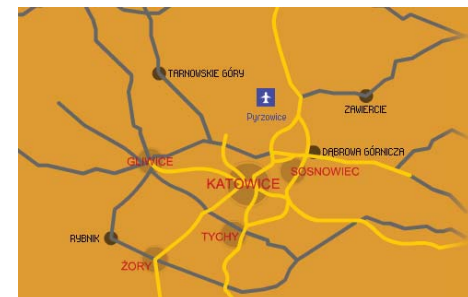 TARNOWSKIE GÓRY
Pyrzowice
ZAWIERCIE
DĄBROWA GÓRNICZA
GLIWICE
SOSNOWIEC
KATOWICE
RYBNIK
TYCHY
ŻORY